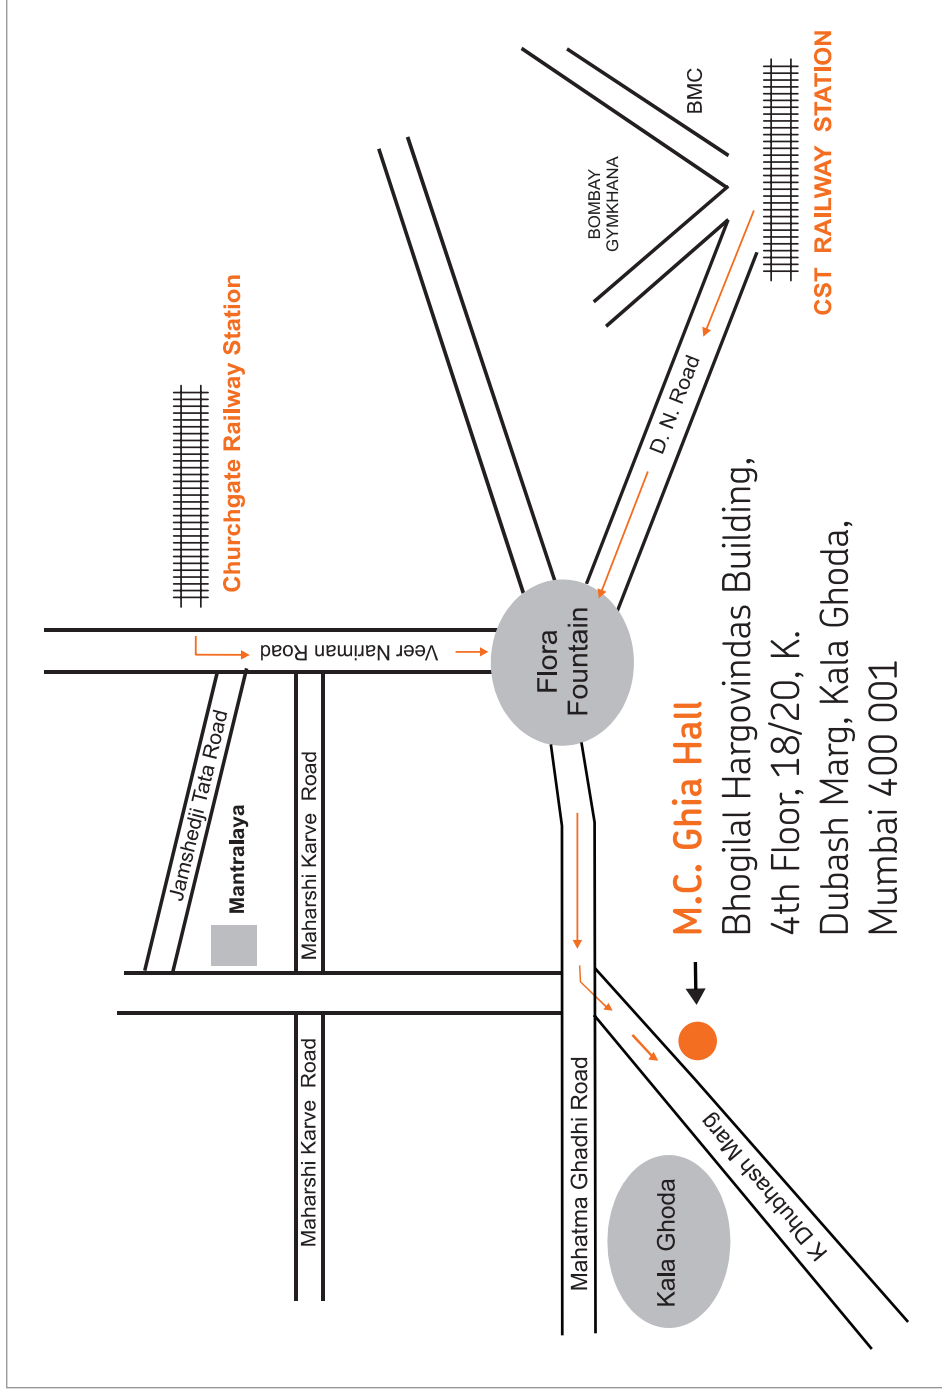 Churchgate Railway Station
Veer Nariman Road
Jamshedji Tata Road
Mantralaya
Maharshi Karve Road
Maharshi Karve Road
Flora
Fountain
BOMBAY
GYMKHANA
BMC
CST RAILWAY STATION
D. N. Road
Mahatma Ghadhi Road
Kala Ghoda
K Dhubhash Marg
M.C. Ghia Hall
Bhogilal Hargovindas Building,
4th Floor, 18/20, K.
Dubash Marg, Kala Ghoda,
Mumbai 400 001